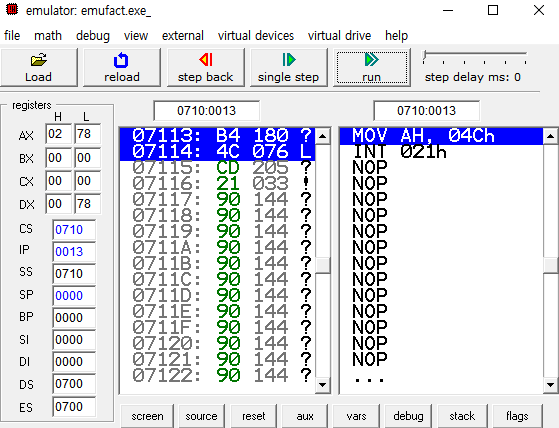 emulator: emufact.exe_
file math debug view external virtual devices virtual drive help
Load reload step back single step run step delay ms: 0
registers 0710:0013 0710:0013
H L
AX 02 78
BX 00 00
CX 00 00
DX 00 78
CS 0710
IP 0013
SS 0710
SP 0000
BP 0000
SI 0000
DI 0000
DS 0700
ES 0700
07113: B4 180 ?
07114: 4C 076 L
07115: CD 205 ?
07116: 21 033 !
07117: 90 144 ?
07118: 90 144 ?
07119: 90 144 ?
0711A: 90 144 ?
0711B: 90 144 ?
0711C: 90 144 ?
0711D: 90 144 ?
0711E: 90 144 ?
0711F: 90 144 ?
07120: 90 144 ?
07121: 90 144 ?
07122: 90 144 ?
MOV AH, 04Ch
INT 021h
NOP
NOP
NOP
NOP
NOP
NOP
NOP
NOP
NOP
NOP
NOP
NOP
NOP
...
screen source reset aux vars debug stack flags